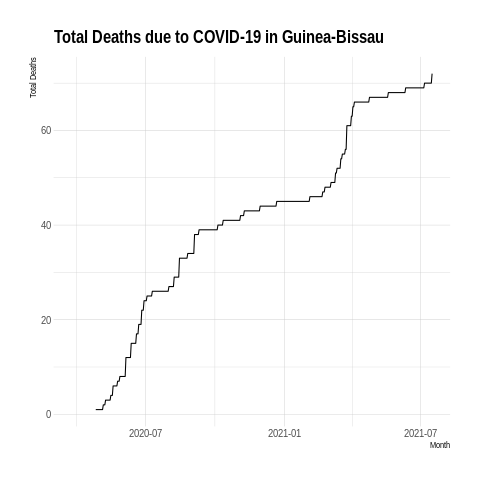 Total Deaths due to COVID-19 in Guinea-Bissau
Total Deaths
60
40
20
0
2020-07
2021-01
2021-07
Month